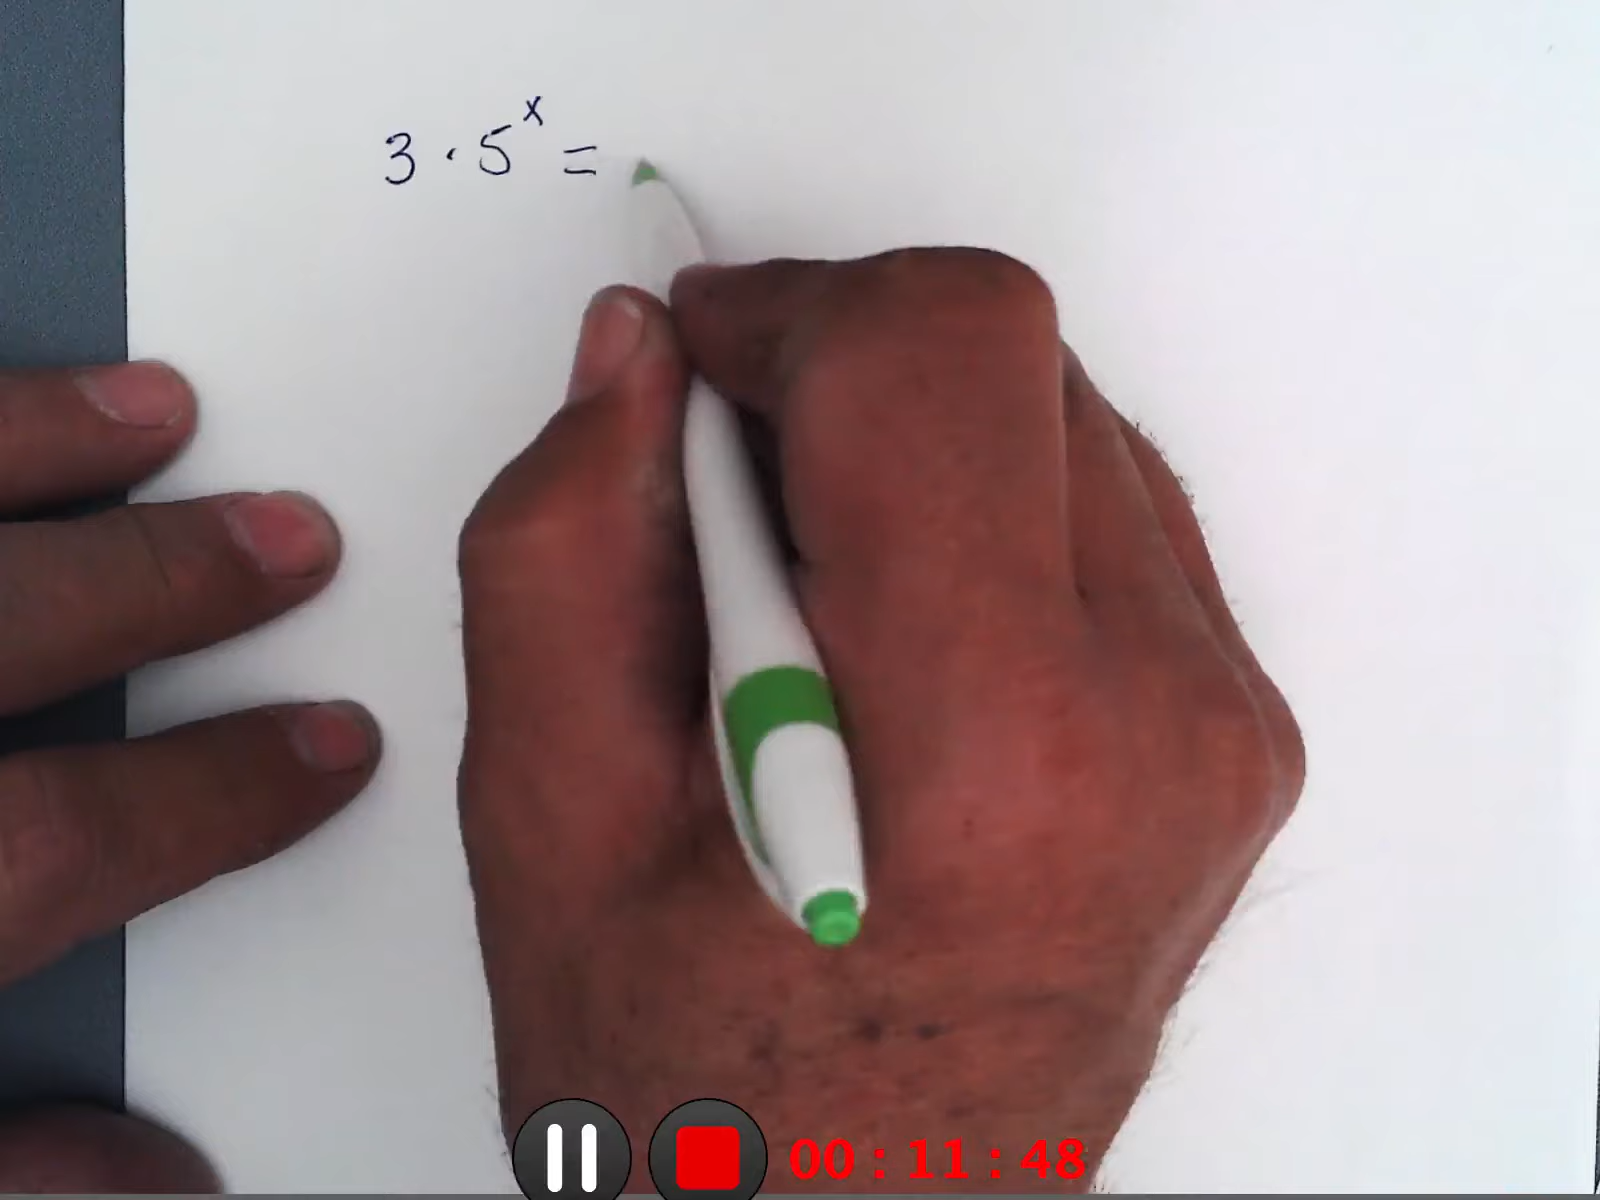 3 · 5^x =
00 : 11 : 48